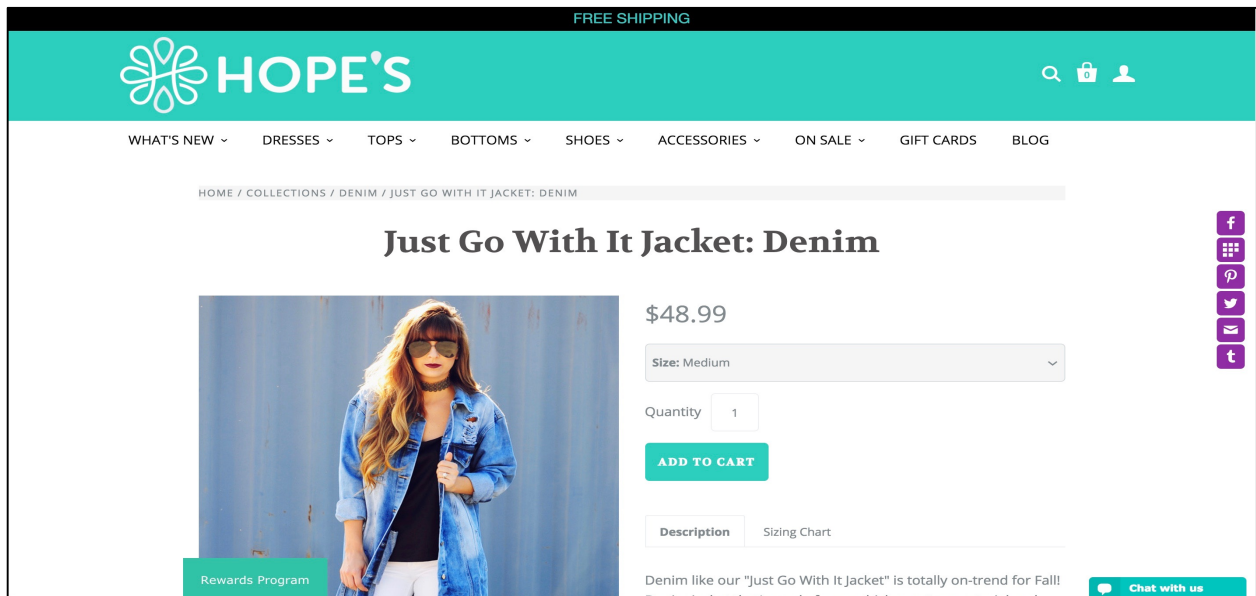 FREE SHIPPING
HOPE'S
0
WHAT'S NEW DRESSES TOPS BOTTOMS SHOES ACCESSORIES ON SALE GIFT CARDS BLOG
HOME / COLLECTIONS / DENIM / JUST GO WITH IT JACKET: DENIM
Just Go With It Jacket: Denim
$48.99
Size: Medium
Quantity 1
ADD TO CART
Description Sizing Chart
Rewards Program
Denim like our "Just Go With It Jacket" is totally on-trend for Fall!
Chat with us